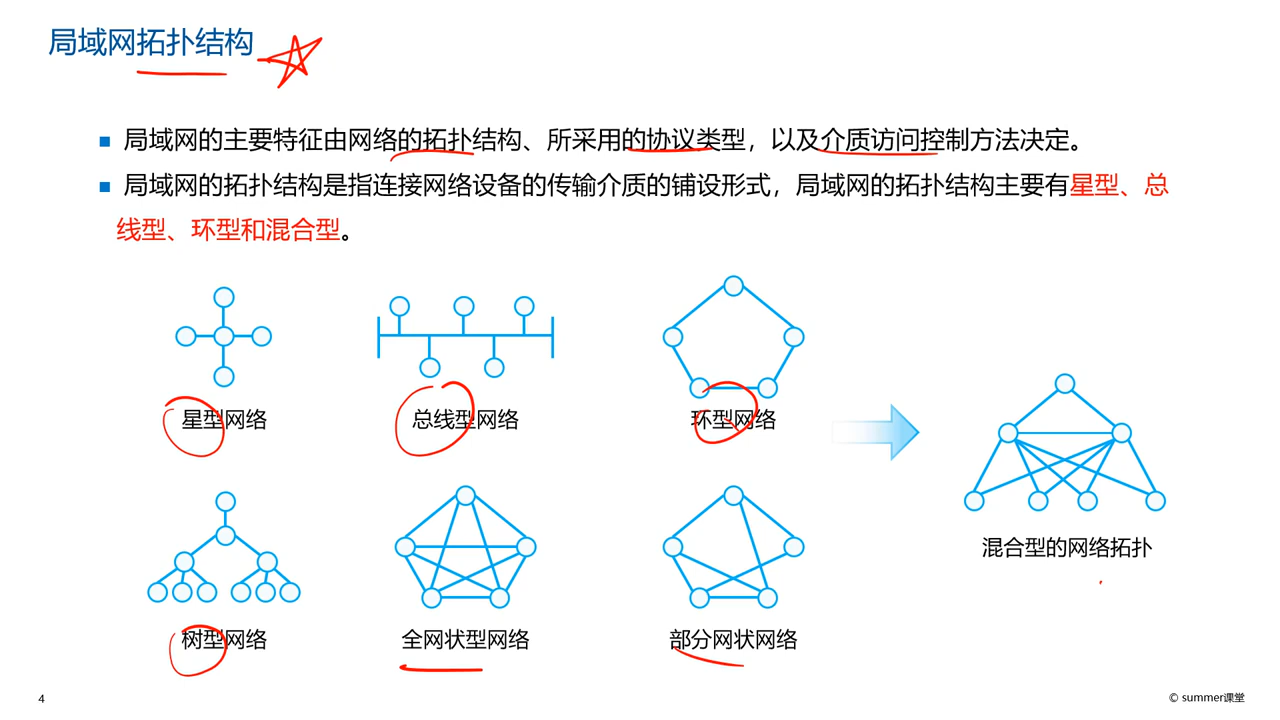 局域网拓扑结构
局域网的主要特征由网络的拓扑结构、所采用的协议类型，以及介质访问控制方法决定。
局域网的拓扑结构是指连接网络设备的传输介质的铺设形式，局域网的拓扑结构主要有星型、总
线型、环型和混合型。
星型网络
总线型网络
环型网络
混合型的网络拓扑
树型网络
全网状型网络
部分网状网络
4
© summer课堂